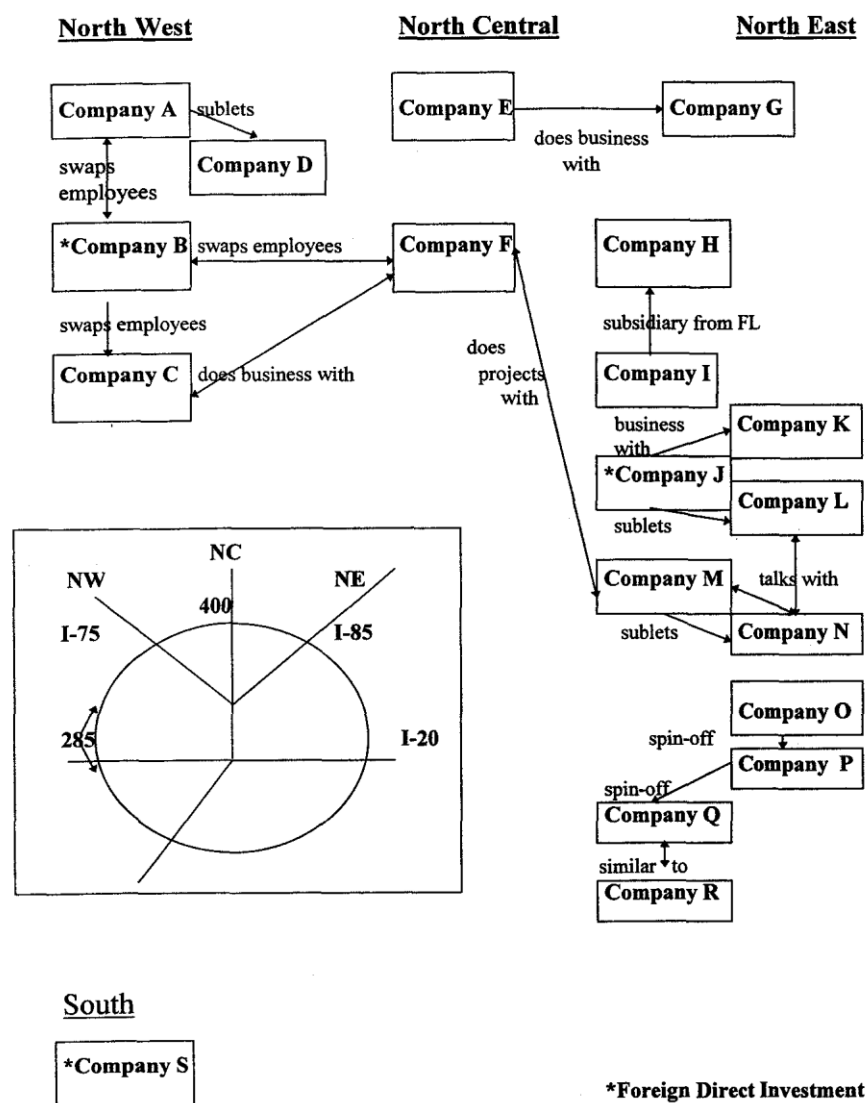 North West North Central North East
Company A sublets
Company E
Company G
Company D
does business
with
swaps
employees
*Company B swaps employees Company F
Company H
swaps employees
subsidiary from FL
Company C does business with
does
projects
with
Company I
business
with
Company K
*Company J
Company L
sublets
Company M talks with
sublets Company N
NC
NW NE
400
I-75 I-85
285 I-20
Company O
spin-off
Company P
spin-off
Company Q
similar to
Company R
South
*Company S
*Foreign Direct Investment